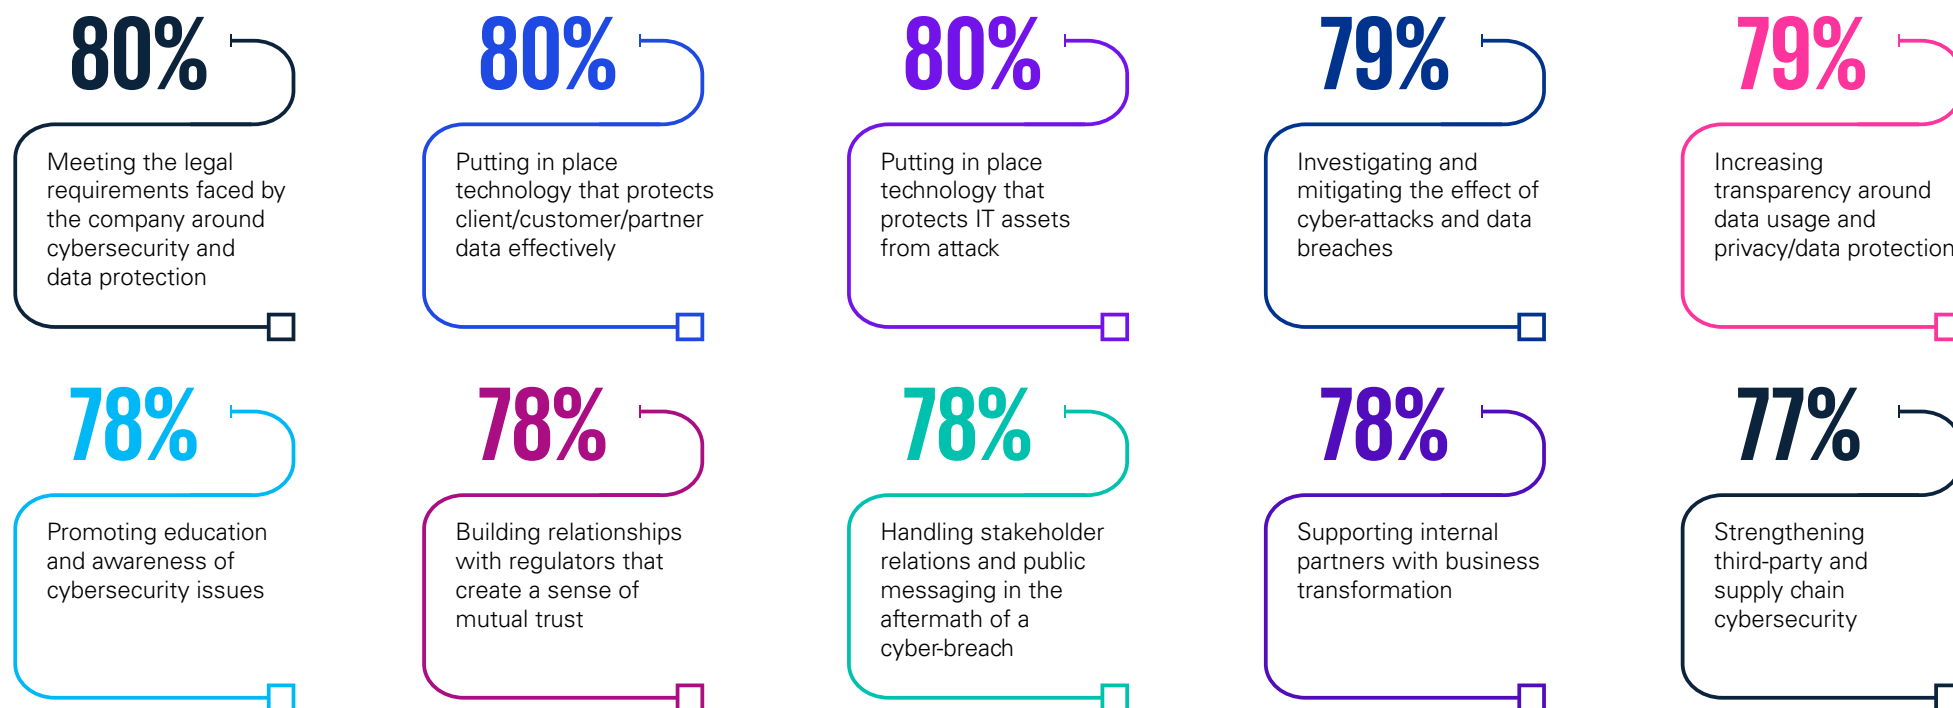 80%
Meeting the legal
requirements faced by
the company around
cybersecurity and
data protection
80%
Putting in place
technology that protects
client/customer/partner
data effectively
80%
Putting in place
technology that
protects IT assets
from attack
79%
Investigating and
mitigating the effect of
cyber-attacks and data
breaches
79%
Increasing
transparency around
data usage and
privacy/data protection
78%
Promoting education
and awareness of
cybersecurity issues
78%
Building relationships
with regulators that
create a sense of
mutual trust
78%
Handling stakeholder
relations and public
messaging in the
aftermath of a
cyber-breach
78%
Supporting internal
partners with business
transformation
77%
Strengthening
third-party and
supply chain
cybersecurity